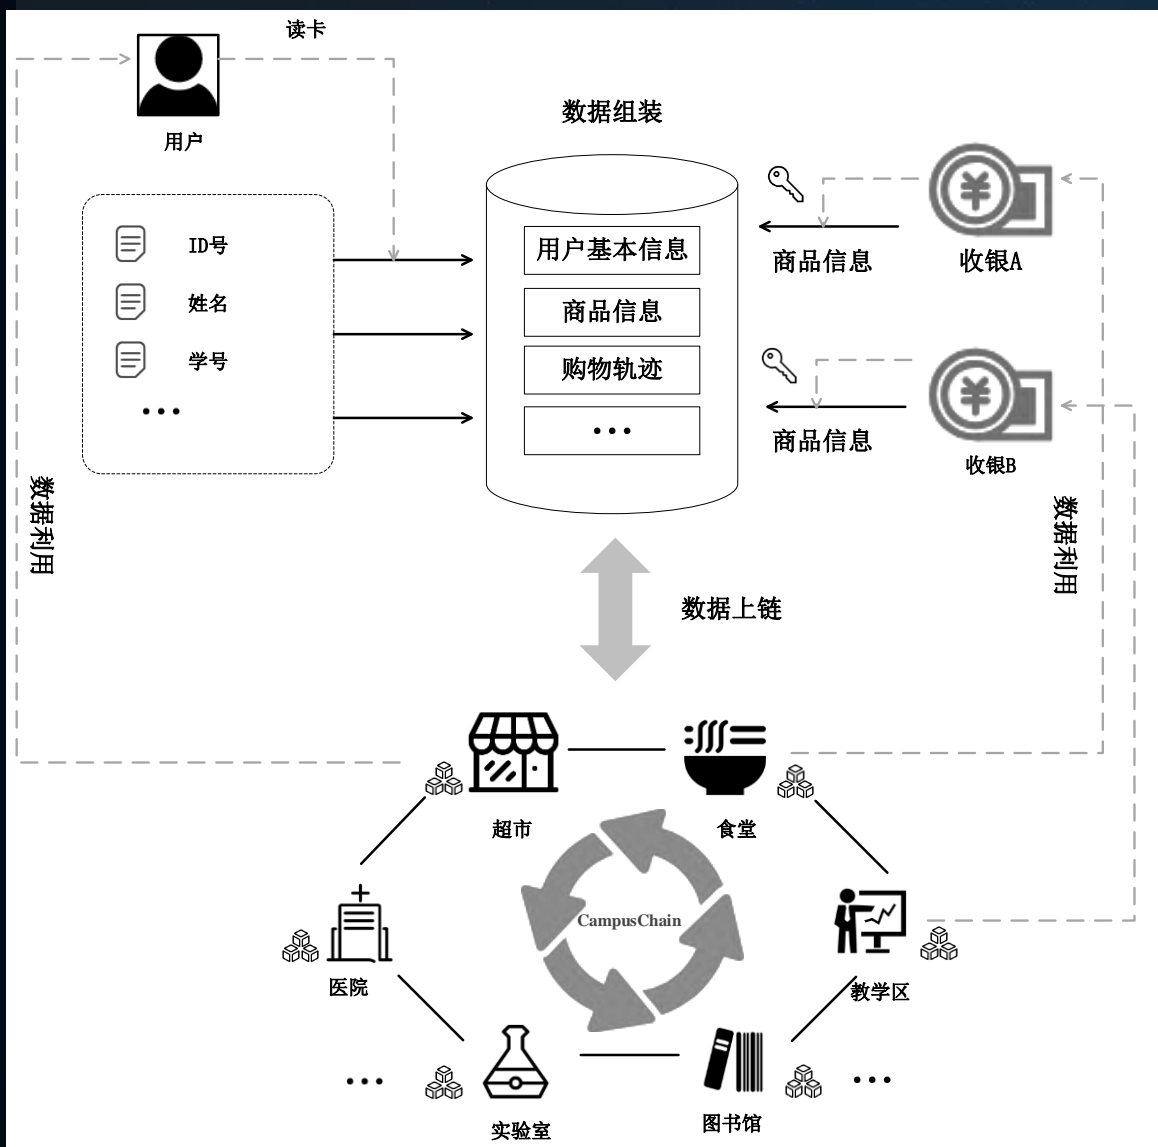 读卡
用户
数据组装
ID号
姓名
学号
•••
用户基本信息
商品信息
购物轨迹
•••
商品信息
收银A
商品信息
收银B
数据利用
数据利用
数据上链
超市
食堂
CampusChain
医院
教学区
•••
实验室
图书馆
•••